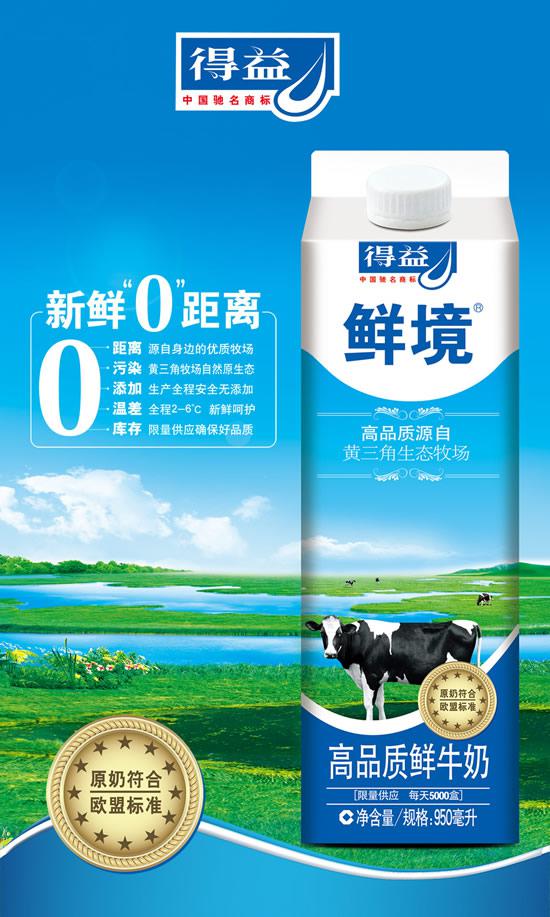 得益
中国驰名商标
新鲜“0”距离
0
距离 源自身边的优质牧场
污染 黄三角牧场自然原生态
添加 生产全程安全无添加
温差 全程2-6℃ 新鲜呵护
库存 限量供应确保好品质
得益
中国驰名商标
鲜境®
高品质源自
黄三角生态牧场
原奶符合
欧盟标准
高品质鲜牛奶
[限量供应 每天5000盒]
净含量/规格:950毫升
原奶符合
欧盟标准